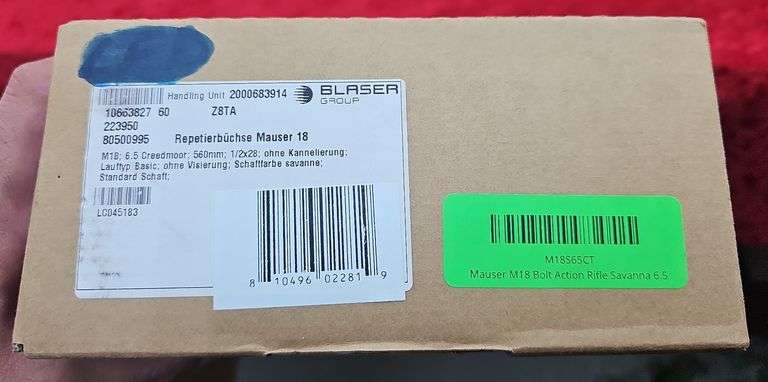 Handling Unit 2000683914
BLASER
GROUP
10663827 60 Z8TA
223950
80500995 Repetierbüchse Mauser 18
M18; 6.5 Creedmoor; 560mm; 1/2x28; ohne Kannelierung;
Lauftyp Basic; ohne Visierung; Schaftfarbe savanne;
Standard Schaft;
LC045183
8 10496 02281 9
M18S65CT
Mauser M18 Bolt Action Rifle Savanna 6.5